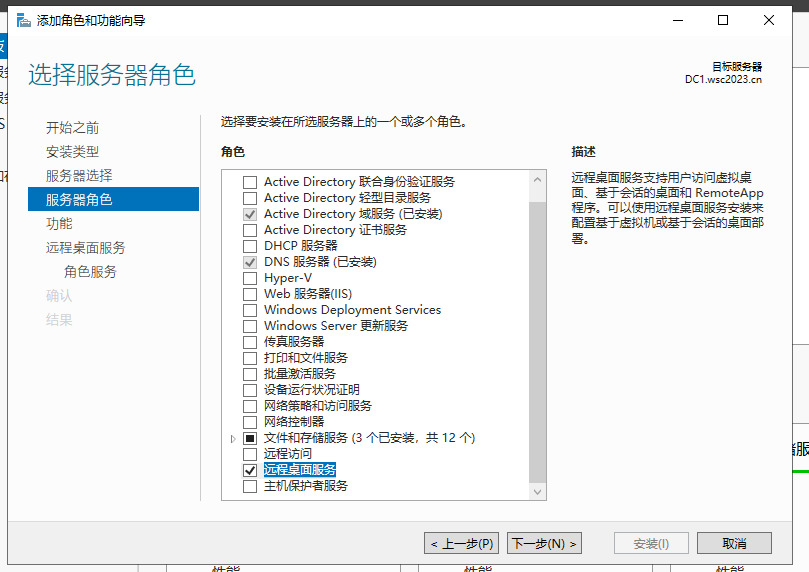 添加角色和功能向导
选择服务器角色
目标服务器
DC1.wsc2023.cn
开始之前
安装类型
服务器选择
服务器角色
功能
远程桌面服务
角色服务
确认
结果
选择要安装在所选服务器上的一个或多个角色。
角色
Active Directory 联合身份验证服务
Active Directory 轻型目录服务
Active Directory 域服务 (已安装)
Active Directory 证书服务
DHCP 服务器
DNS 服务器 (已安装)
Hyper-V
Web 服务器(IIS)
Windows Deployment Services
Windows Server 更新服务
传真服务器
打印和文件服务
批量激活服务
设备运行状况证明
网络策略和访问服务
网络控制器
文件和存储服务 (3 个已安装，共 12 个)
远程访问
远程桌面服务
主机保护者服务
描述
远程桌面服务支持用户访问虚拟桌
面、基于会话的桌面和 RemoteApp
程序。可以使用远程桌面服务安装来
配置基于虚拟机或基于会话的桌面部
署。
< 上一步(P)
下一步(N) >
安装(I)
取消
性能
性能
性能